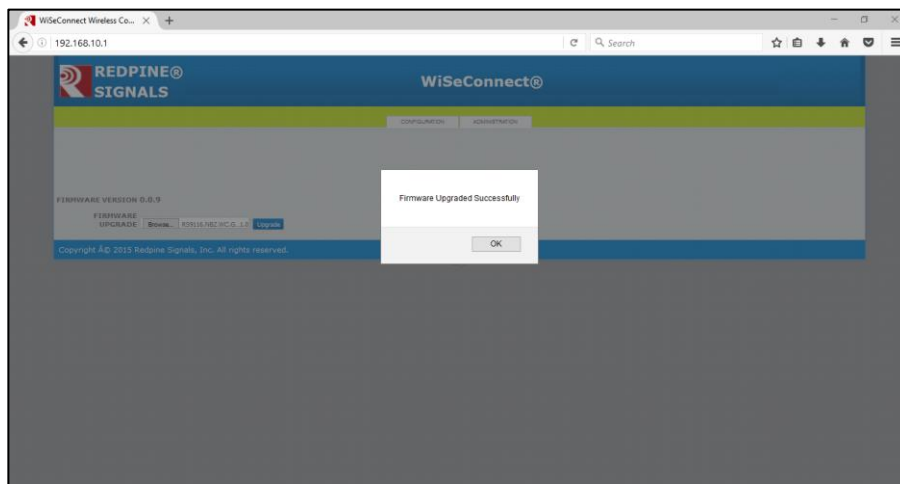 WiSeConnect Wireless Co...
192.168.10.1
Search
REDPINE®
SIGNALS
WiSeConnect®
CONFIGURATION
ADMINISTRATION
Firmware Upgraded Successfully
OK
FIRMWARE VERSION 0.0.9
FIRMWARE
UPGRADE Browse... Upgrade
Copyright Â© 2015 Redpine Signals, Inc. All rights reserved.